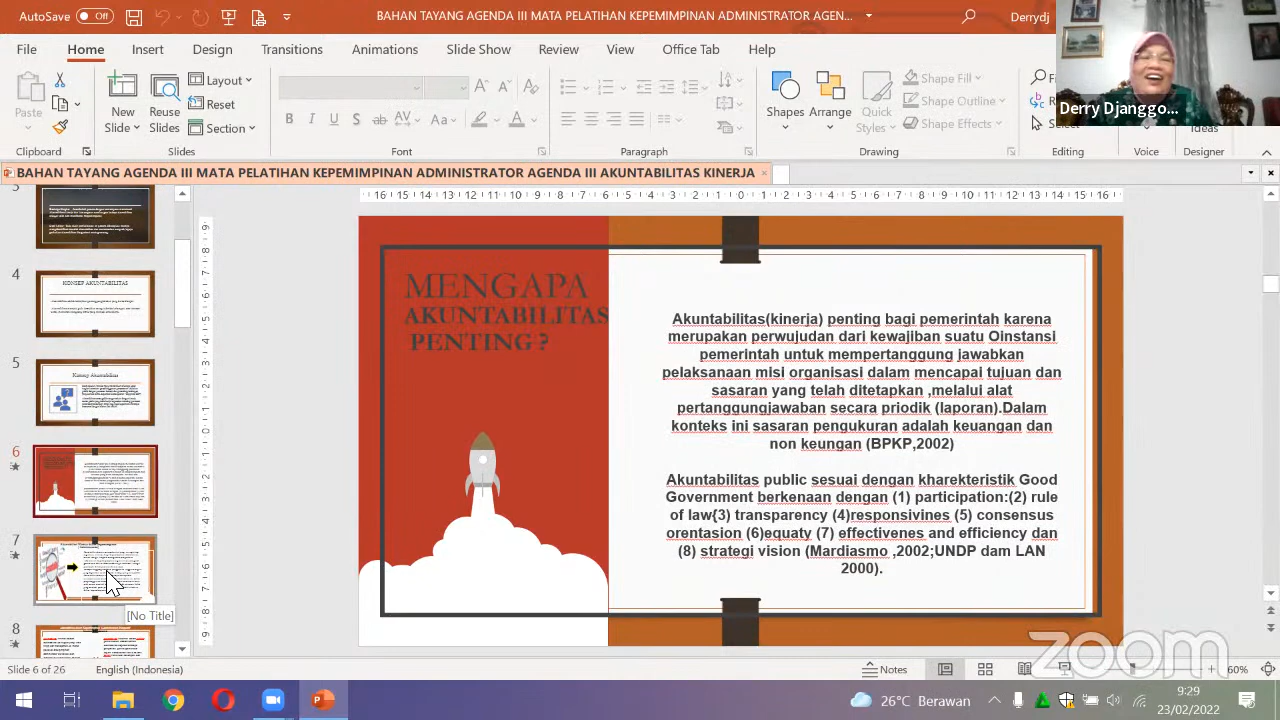 AutoSave Off
BAHAN TAYANG AGENDA III MATA PELATIHAN KEPEMIMPINAN ADMINISTRATOR AGEN...
Derrydj
File Home Insert Design Transitions Animations Slide Show Review View Office Tab Help
Paste
New Slide
Reuse Slides
Layout
Reset
Section
Shapes
Arrange
Quick Styles
Shape Fill
Shape Outline
Shape Effects
Select
Ideas
Derry Djanggo...
Clipboard
Slides
Font
Paragraph
Drawing
Editing
Voice
Designer
BAHAN TAYANG AGENDA III MATA PELATIHAN KEPEMIMPINAN ADMINISTRATOR AGENDA III AKUNTABILITAS KINERJA
4
KONSEP AKUNTABILITAS
5
6
7
8
[No Title]
MENGAPA
AKUNTABILITAS
PENTING ?
Akuntabilitas(kinerja) penting bagi pemerintah karena
merupakan perwujudan dari kewajiban suatu Oinstansi
pemerintah untuk mempertanggung jawabkan
pelaksanaan misi organisasi dalam mencapai tujuan dan
sasaran yang telah ditetapkan ,melalui alat
pertanggungjawaban secara priodik (laporan).Dalam
konteks ini sasaran pengukuran adalah keuangan dan
non keungan (BPKP,2002)
Akuntabilitas public sesuai dengan kharekteristik Good
Government berkenaan dengan (1) participation:(2) rule
of law{3) transparency (4)responsivines (5) consensus
orentasion (6)equaty (7) effectivenes and efficiency dan
(8) strategi vision (Mardiasmo ,2002;UNDP dam LAN
2000).
zoom
Slide 6 of 26
English (Indonesia)
Notes
60%
26°C Berawan
9:29
23/02/2022